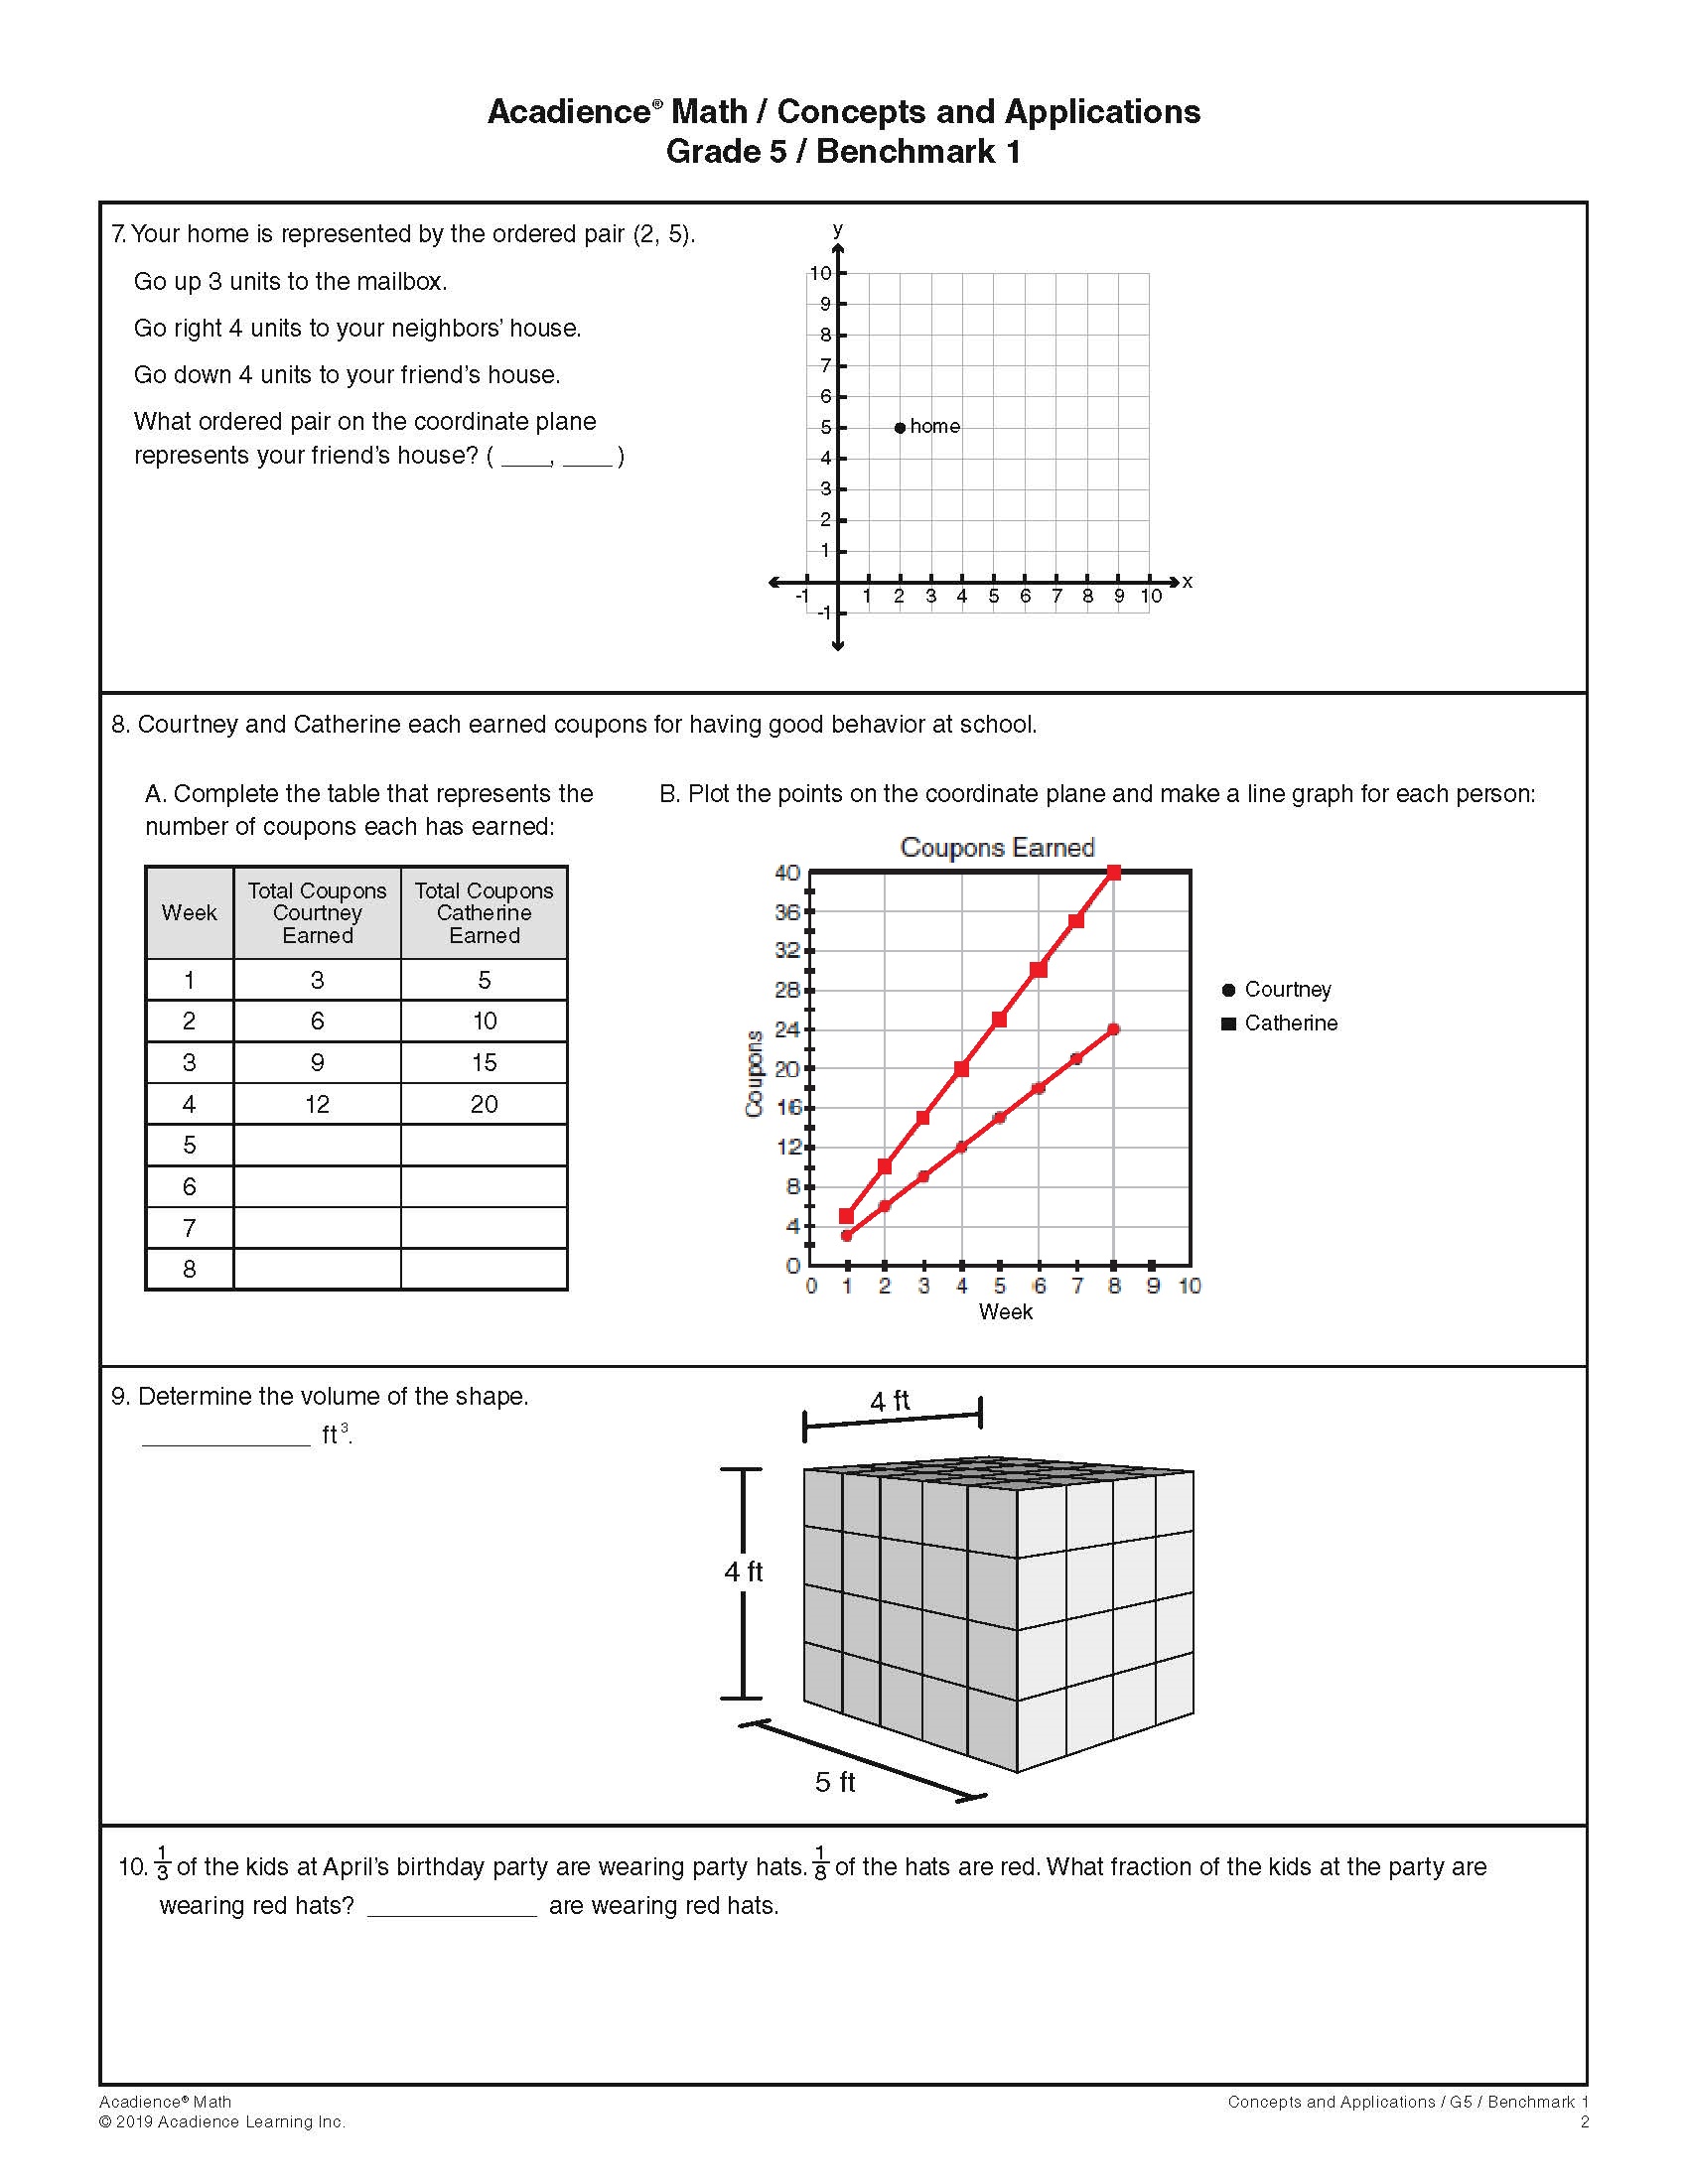 Acadience® Math / Concepts and Applications
Grade 5 / Benchmark 1
7. Your home is represented by the ordered pair (2, 5).
Go up 3 units to the mailbox.
Go right 4 units to your neighbors’ house.
Go down 4 units to your friend’s house.
What ordered pair on the coordinate plane
represents your friend’s house? ( ____, ____ )
y
10
9
8
7
6
5
home
4
3
2
1
x
-1 1 2 3 4 5 6 7 8 9 10
-1
8. Courtney and Catherine each earned coupons for having good behavior at school.
A. Complete the table that represents the
number of coupons each has earned:
Week
Total Coupons
Courtney
Earned
Total Coupons
Catherine
Earned
1 3 5
2 6 10
3 9 15
4 12 20
5
6
7
8
B. Plot the points on the coordinate plane and make a line graph for each person:
Coupons Earned
Coupons
40
36
32
28
24
20
16
12
8
4
0
0 1 2 3 4 5 6 7 8 9 10
Week
Courtney
Catherine
9. Determine the volume of the shape.
____________ ft³.
4 ft
4 ft
5 ft
10. 1/3 of the kids at April’s birthday party are wearing party hats. 1/8 of the hats are red. What fraction of the kids at the party are
wearing red hats? ____________ are wearing red hats.
Acadience® Math
© 2019 Acadience Learning Inc.
Concepts and Applications / G5 / Benchmark 1
2